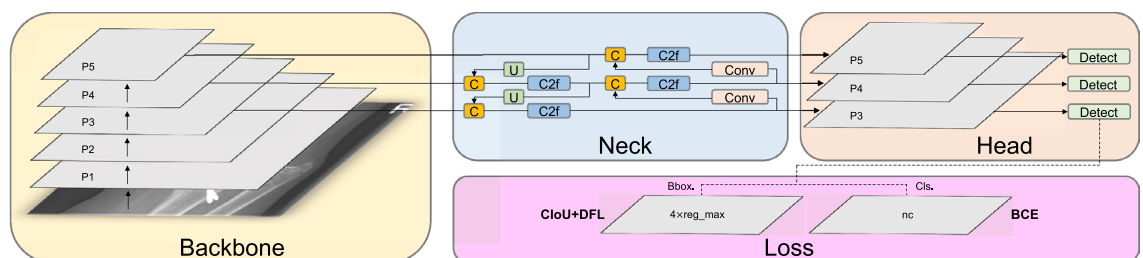 P5
P4
P3
P2
P1
Backbone
C
C2f
U
Conv
C
C2f
C
C2f
U
Conv
C
C2f
Neck
P5
P4
P3
Detect
Detect
Detect
Head
Bbox.
Cls.
CIoU+DFL
4×reg_max
nc
BCE
Loss